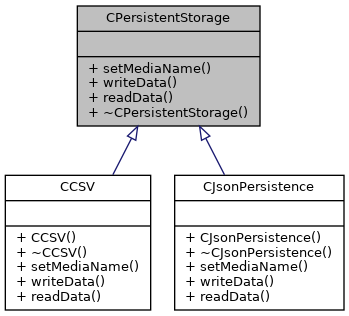 CPersistentStorage
+ setMediaName()
+ writeData()
+ readData()
+ ~CPersistentStorage()
CCSV
+ CCSV()
+ ~CCSV()
+ setMediaName()
+ writeData()
+ readData()
CJsonPersistence
+ CJsonPersistence()
+ ~CJsonPersistence()
+ setMediaName()
+ writeData()
+ readData()